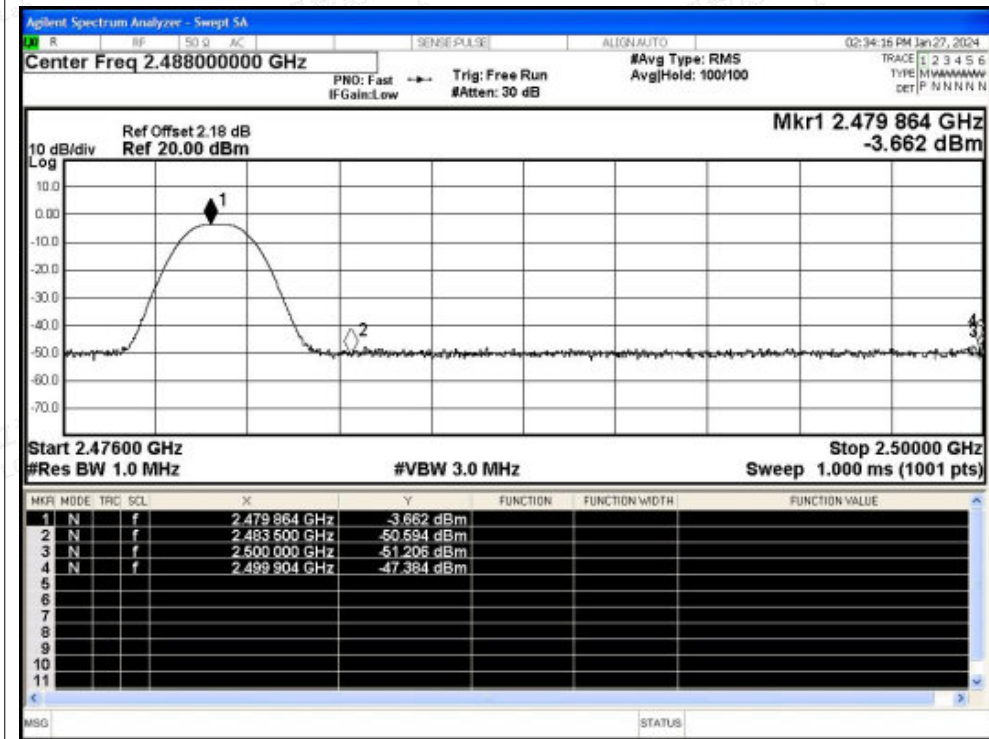 Agilent Spectrum Analyzer - Swept SA
R RF 50 Ω AC SENSE:PULSE ALIGN AUTO 02:34:16 PM Jan 27, 2024
Center Freq 2.488000000 GHz
PNO: Fast Trig: Free Run
IFGain:Low #Atten: 30 dB
#Avg Type: RMS
Avg|Hold: 100/100
TRACE 1 2 3 4 5 6
TYPE MWWWWW
DET P N N N N N
Ref Offset 2.18 dB
10 dB/div Ref 20.00 dBm
Log
Mkr1 2.479 864 GHz
-3.662 dBm
10.0
0.00
-10.0
-20.0
-30.0
-40.0
-50.0
-60.0
-70.0
1
2
4
3
Start 2.47600 GHz Stop 2.50000 GHz
#Res BW 1.0 MHz #VBW 3.0 MHz Sweep 1.000 ms (1001 pts)
MKR MODE TRC SCL X Y FUNCTION FUNCTION WIDTH FUNCTION VALUE
1 N f 2.479 864 GHz -3.662 dBm
2 N f 2.483 500 GHz -50.594 dBm
3 N f 2.500 000 GHz -51.206 dBm
4 N f 2.499 904 GHz -47.384 dBm
5
6
7
8
9
10
11
MSG STATUS